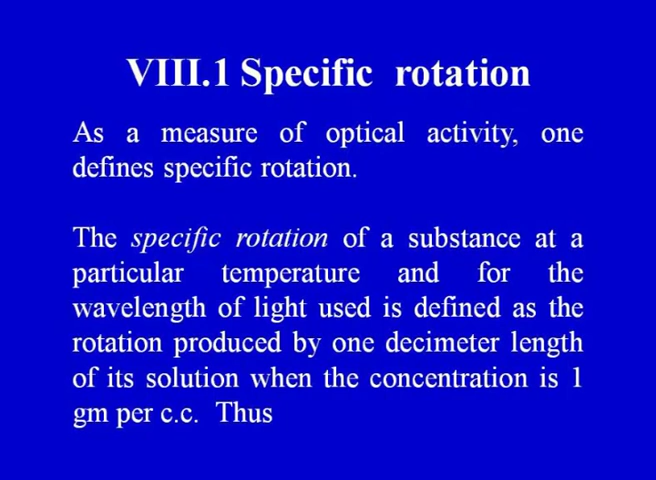 VIII.1 Specific rotation
As a measure of optical activity, one
defines specific rotation.
The specific rotation of a substance at a
particular temperature and for the
wavelength of light used is defined as the
rotation produced by one decimeter length
of its solution when the concentration is 1
gm per c.c. Thus